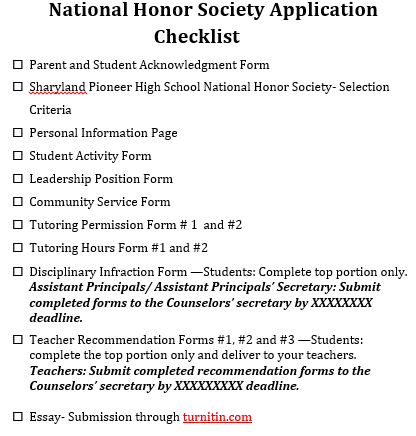 National Honor Society Application
Checklist
☐ Parent and Student Acknowledgment Form
☐ Sharyland Pioneer High School National Honor Society- Selection
Criteria
☐ Personal Information Page
☐ Student Activity Form
☐ Leadership Position Form
☐ Community Service Form
☐ Tutoring Permission Form # 1 and #2
☐ Tutoring Hours Form #1 and #2
☐ Disciplinary Infraction Form —Students: Complete top portion only.
Assistant Principals/ Assistant Principals' Secretary: Submit
completed forms to the Counselors' secretary by XXXXXXXX
deadline.
☐ Teacher Recommendation Forms #1, #2 and #3 —Students:
complete the top portion only and deliver to your teachers.
Teachers: Submit completed recommendation forms to the
Counselors' secretary by XXXXXXXXX deadline.
☐ Essay- Submission through turnitin.com